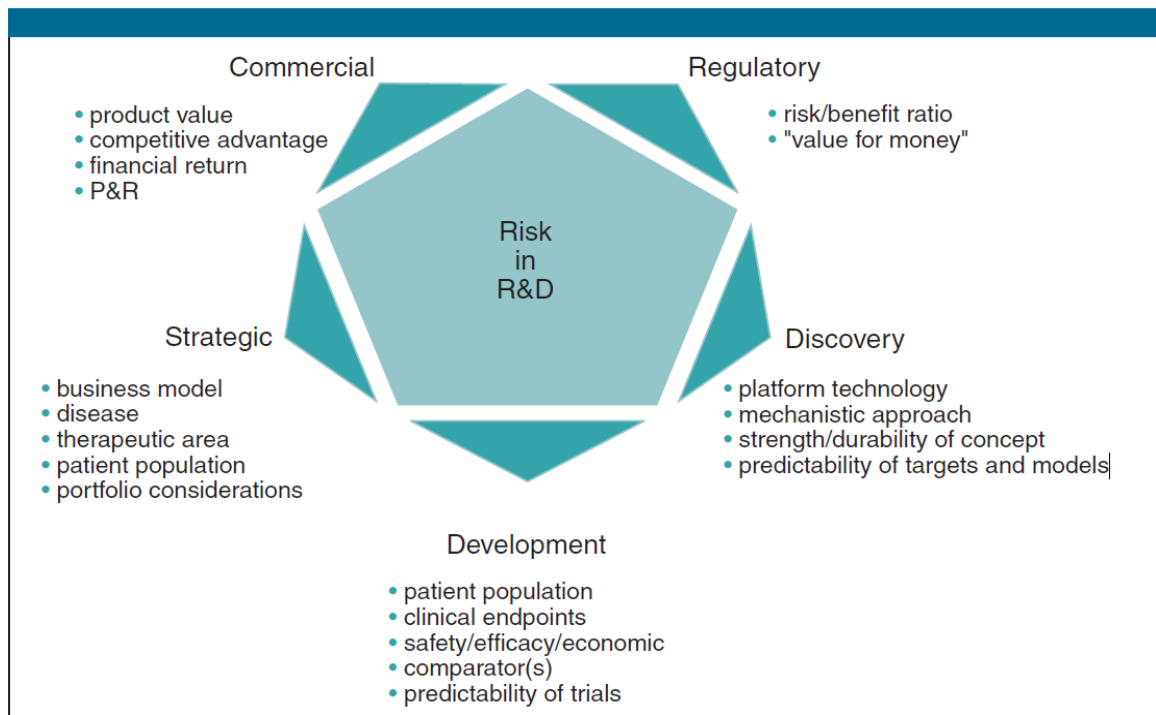 Commercial
• product value
• competitive advantage
• financial return
• P&R
Regulatory
• risk/benefit ratio
• "value for money"
Risk
in
R&D
Strategic
• business model
• disease
• therapeutic area
• patient population
• portfolio considerations
Discovery
• platform technology
• mechanistic approach
• strength/durability of concept
• predictability of targets and models
Development
• patient population
• clinical endpoints
• safety/efficacy/economic
• comparator(s)
• predictability of trials